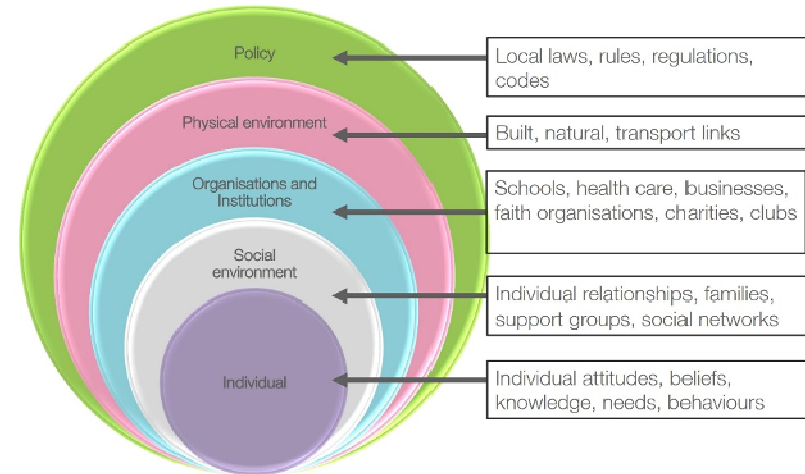 Policy
Local laws, rules, regulations,
codes
Physical environment
Built, natural, transport links
Organisations and
Institutions
Schools, health care, businesses,
faith organisations, charities, clubs
Social
environment
Individual relationships, families,
support groups, social networks
Individual
Individual attitudes, beliefs,
knowledge, needs, behaviours